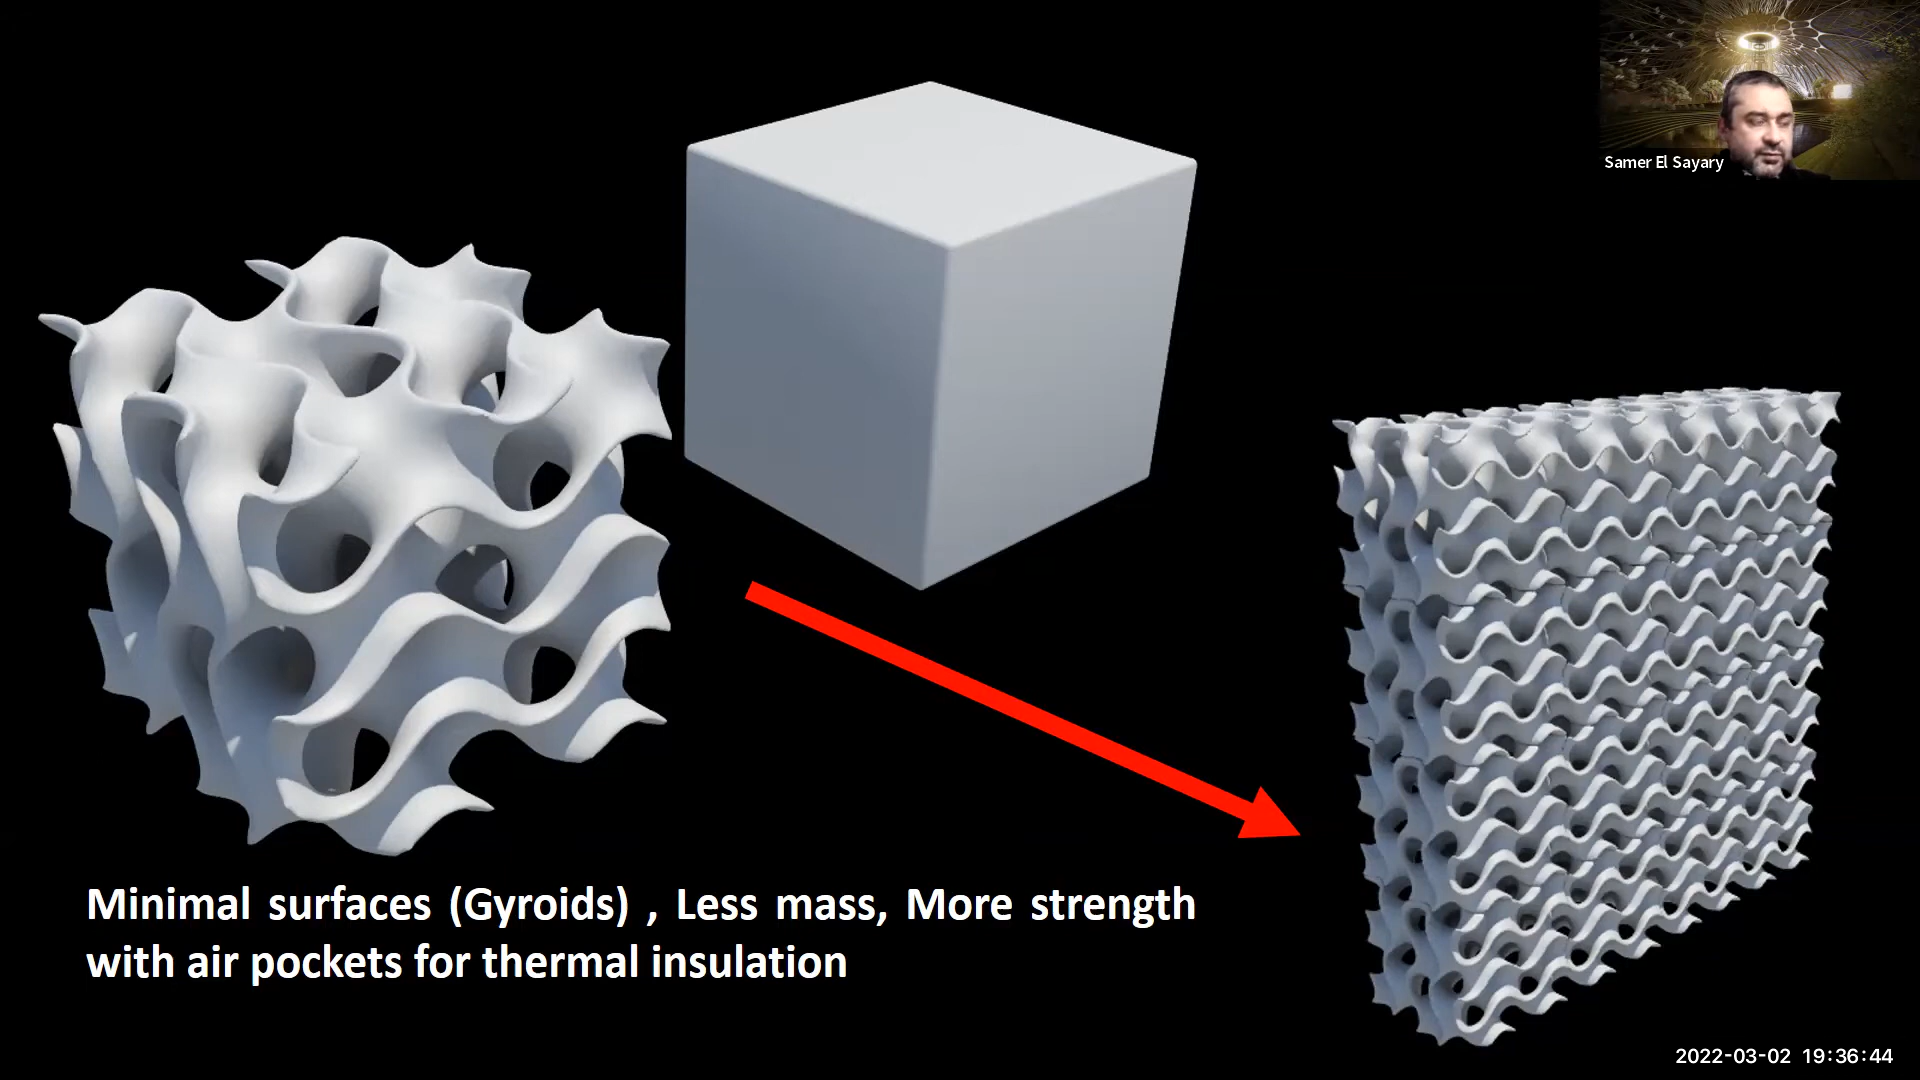 Samer El Sayary
Minimal surfaces (Gyroids) , Less mass, More strength
with air pockets for thermal insulation
2022-03-02 19:36:44